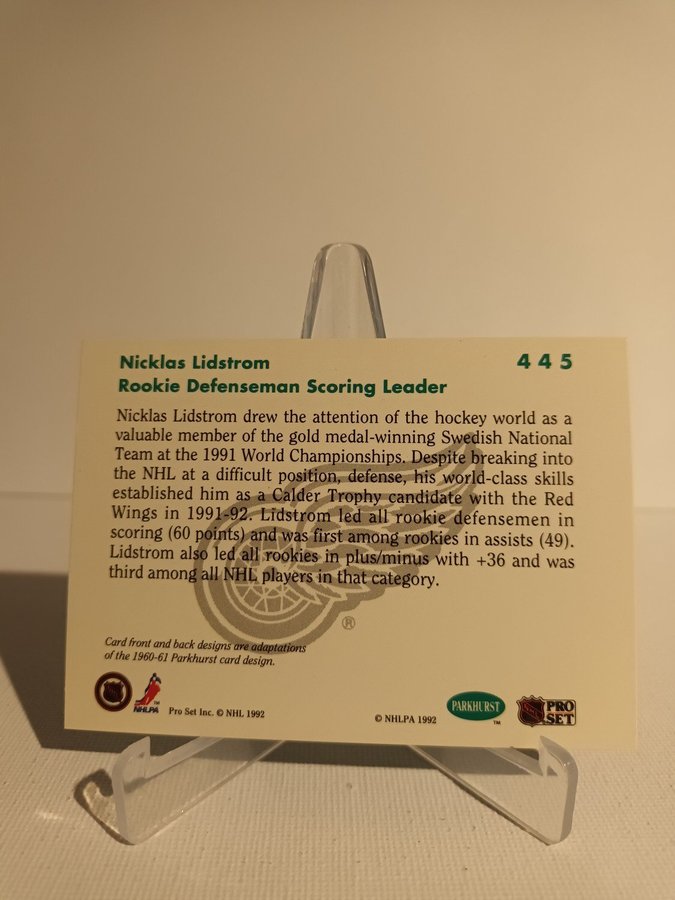 Nicklas Lidstrom 445
Rookie Defenseman Scoring Leader
Nicklas Lidstrom drew the attention of the hockey world as a
valuable member of the gold medal-winning Swedish National
Team at the 1991 World Championships. Despite breaking into
the NHL at a difficult position, defense, his world-class skills
established him as a Calder Trophy candidate with the Red
Wings in 1991-92. Lidstrom led all rookie defensemen in
scoring (60 points) and was first among rookies in assists (49).
Lidstrom also led all rookies in plus/minus with +36 and was
third among all NHL players in that category.
®
Card front and back designs are adaptations
of the 1960-61 Parkhurst card design.
NHLPA ™
Pro Set Inc. © NHL 1992
© NHLPA 1992
PARKHURST ™
PRO
SET